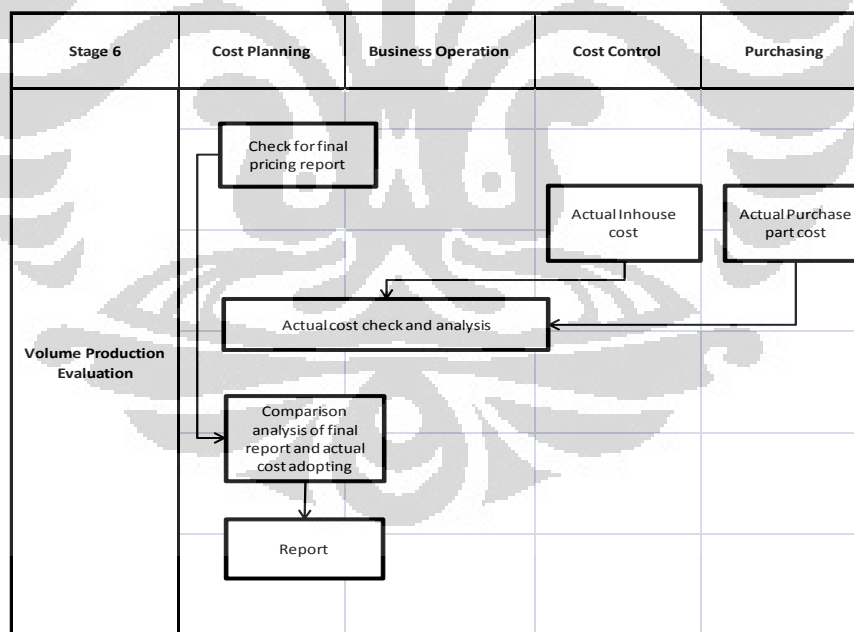 Stage 6
Cost Planning
Business Operation
Cost Control
Purchasing
Check for final
pricing report
Actual Inhouse
cost
Actual Purchase
part cost
Actual cost check and analysis
Volume Production
Evaluation
Comparison
analysis of final
report and actual
cost adopting
Report